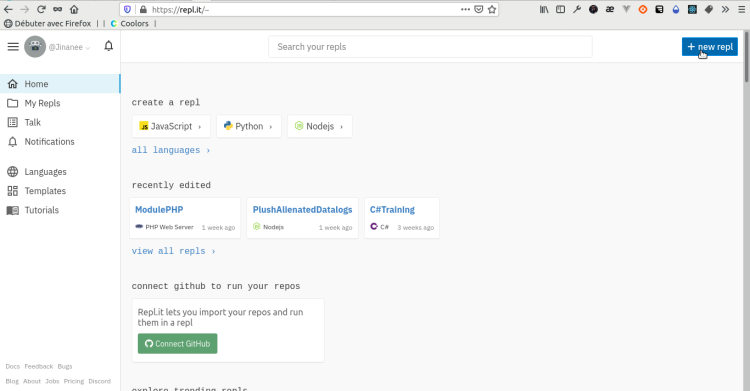 https://repl.it/~
Débuter avec Firefox | | Coolors |
@Jinanee
Search your repls
+ new repl
Home
My Repls
Talk
Notifications
Languages
Templates
Tutorials
create a repl
JavaScript ›
Python ›
Nodejs ›
all languages ›
recently edited
ModulePHP
PHP Web Server 1 week ago
PlushAlienatedDatalogs
Nodejs 1 week ago
C#Training
C# 3 weeks ago
view all repls ›
connect github to run your repos
Repl.it lets you import your repos and run
them in a repl
Connect GitHub
explore trending repls
Docs Feedback Bugs
Blog About Jobs Pricing Discord